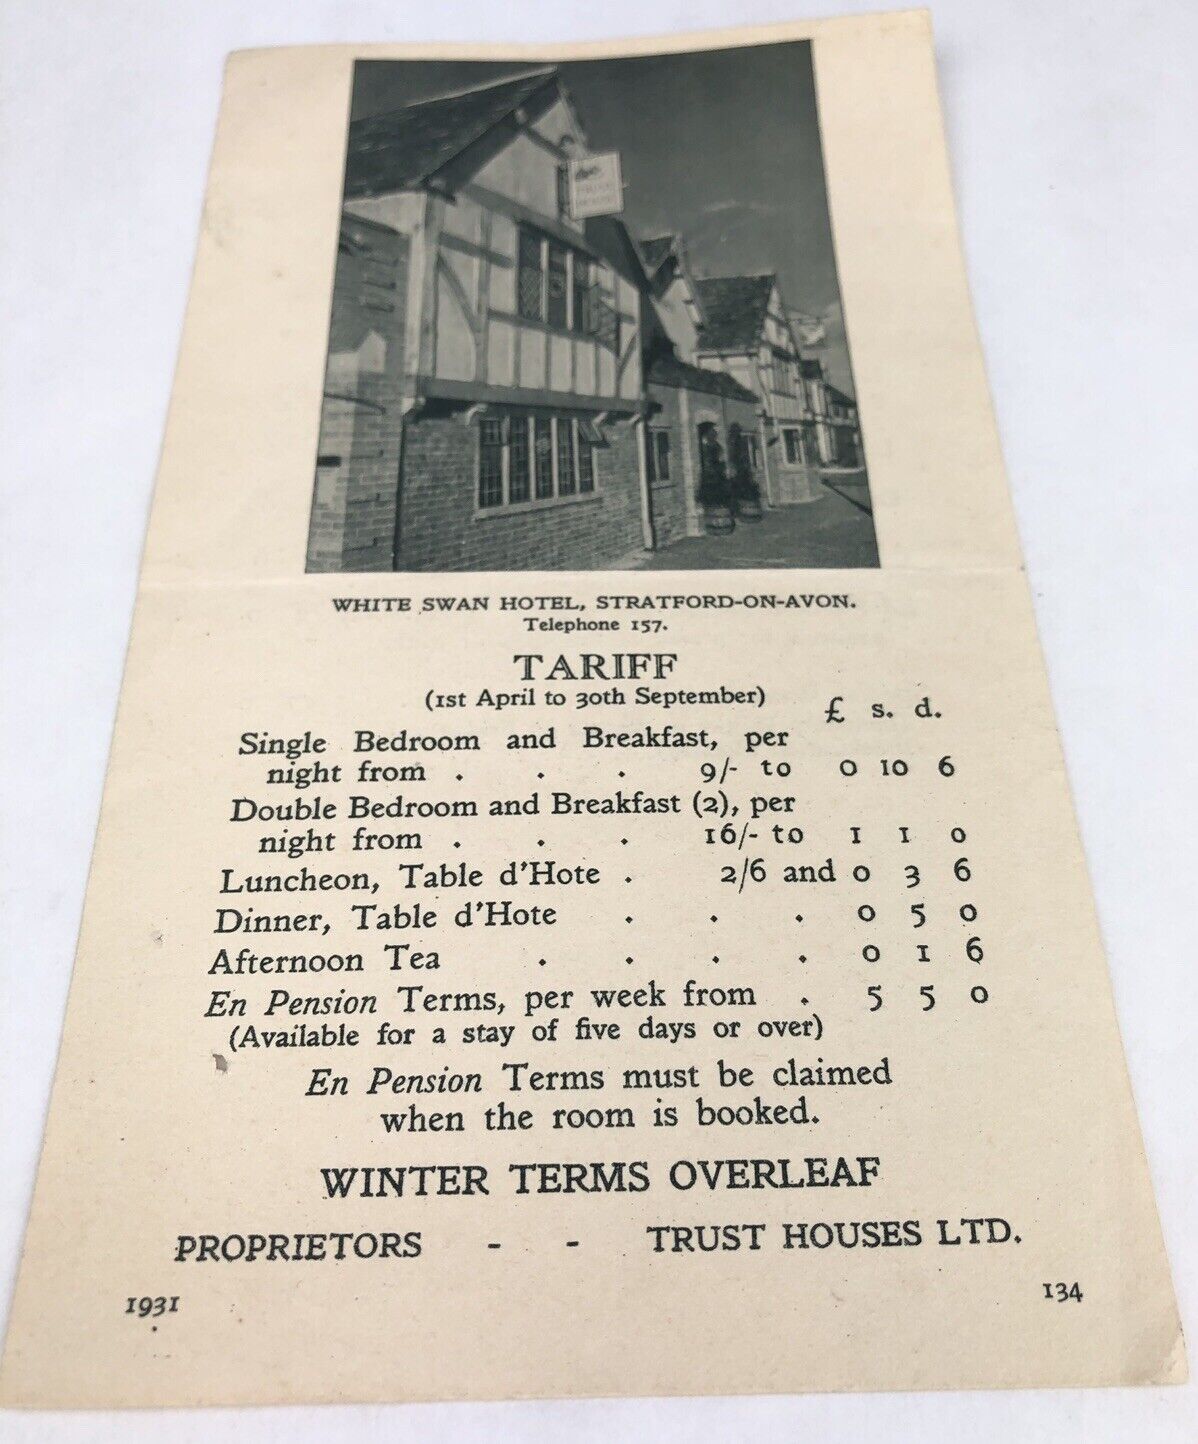 WHITE SWAN HOTEL, STRATFORD-ON-AVON.
Telephone 157.
TARIFF
(1st April to 30th September)
£ s. d.
Single Bedroom and Breakfast, per
night from . . . 9/- to 0 10 6
Double Bedroom and Breakfast (2), per
night from . . . 16/- to 1 1 0
Luncheon, Table d'Hote . 2/6 and 0 3 6
Dinner, Table d'Hote . . . 0 5 0
Afternoon Tea . . . . 0 1 6
En Pension Terms, per week from . 5 5 0
(Available for a stay of five days or over)
En Pension Terms must be claimed
when the room is booked.
WINTER TERMS OVERLEAF
PROPRIETORS - - TRUST HOUSES LTD.
1931 134